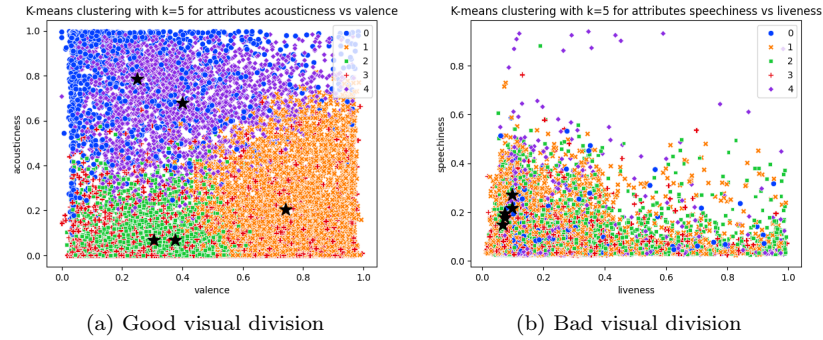 K-means clustering with k=5 for attributes acousticness vs valence
1.0
0.8
0.6
0.4
0.2
0.0
acousticness
0.0 0.2 0.4 0.6 0.8 1.0
valence
0
1
2
3
4
(a) Good visual division
K-means clustering with k=5 for attributes speechiness vs liveness
0.8
0.6
0.4
0.2
0.0
speechiness
0.0 0.2 0.4 0.6 0.8 1.0
liveness
0
1
2
3
4
(b) Bad visual division